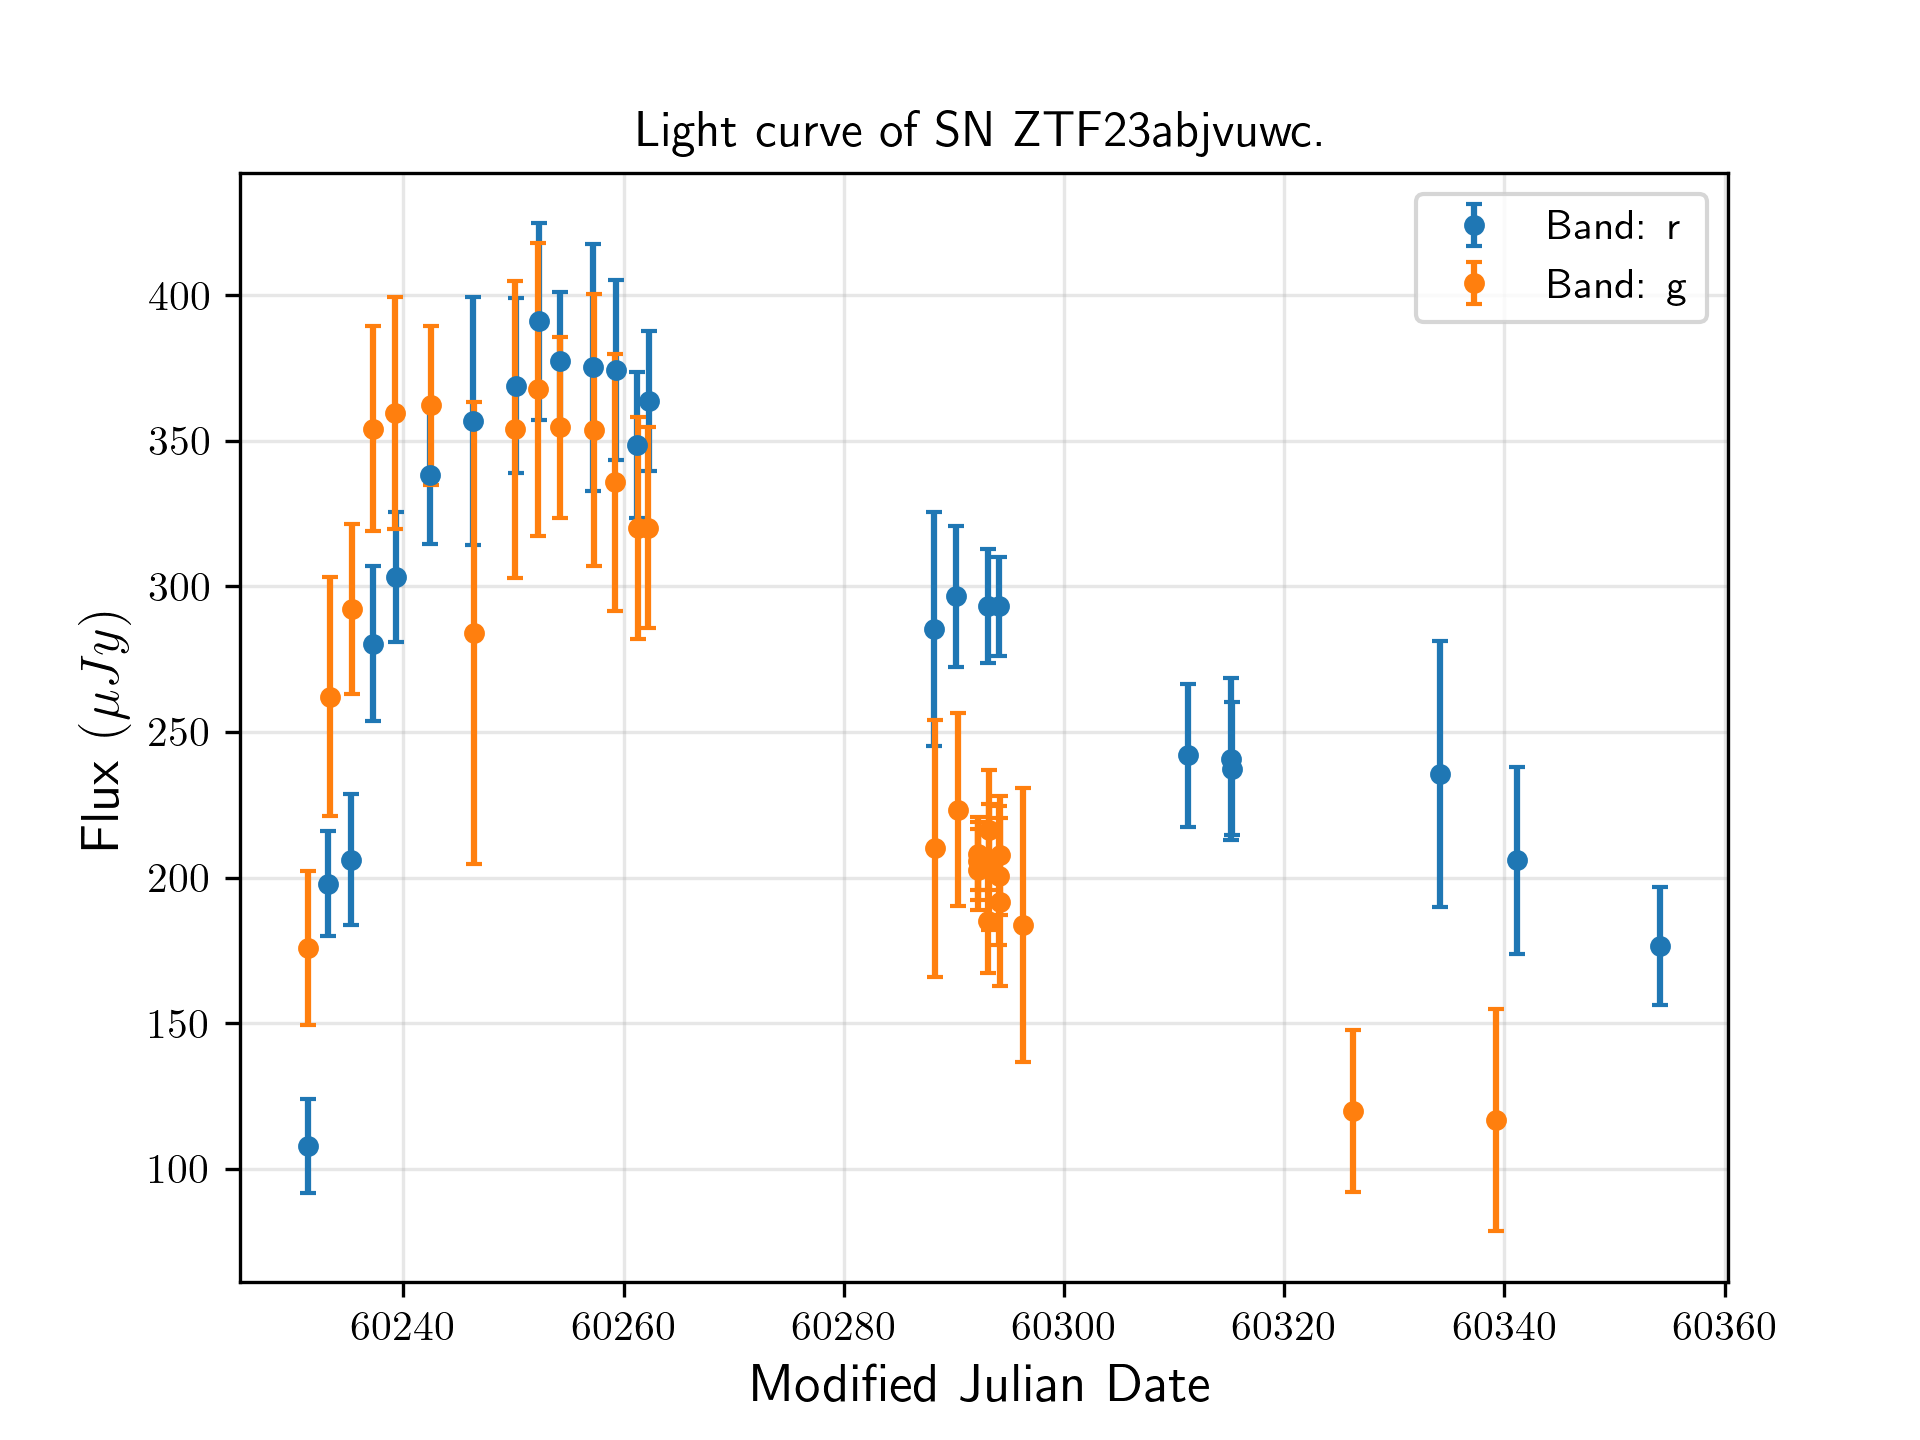 Light curve of SN ZTF23abjvuwc.
Band: r
Band: g
400
350
300
250
200
150
100
Flux (μJy)
60240 60260 60280 60300 60320 60340 60360
Modified Julian Date